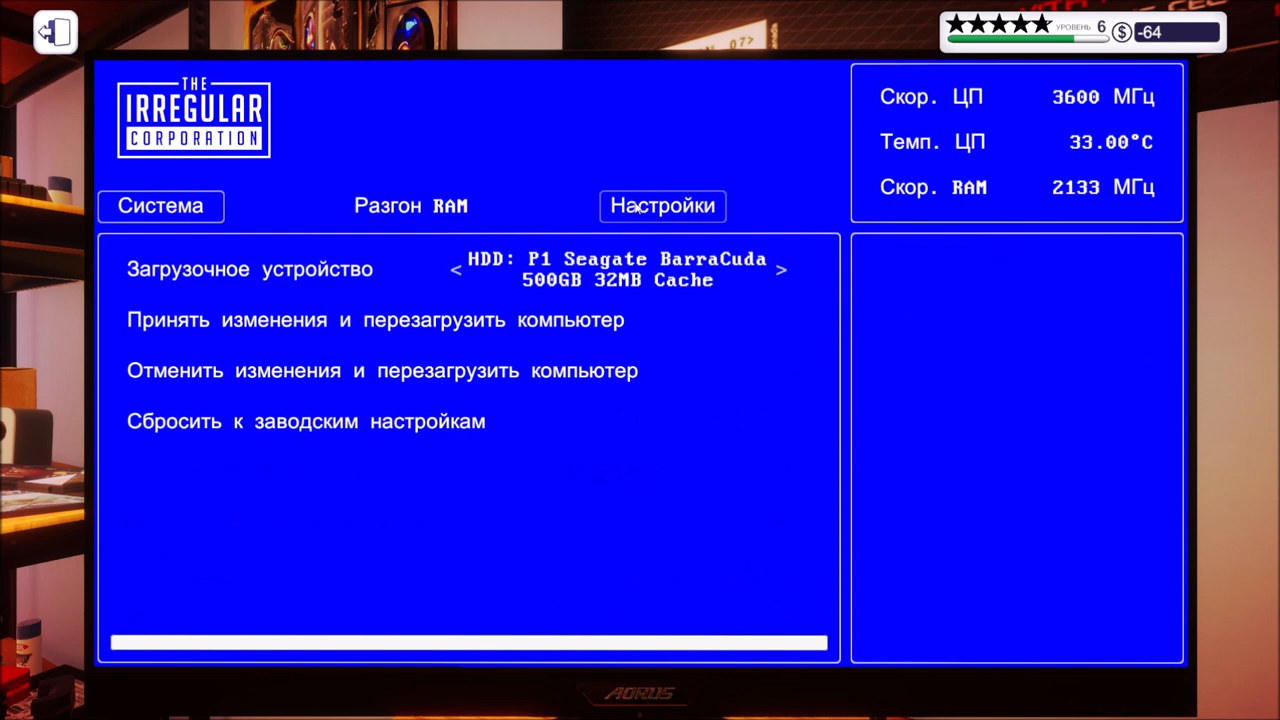 УРОВЕНЬ 6
$ -64
THE
IRREGULAR
CORPORATION
Скор. ЦП 3600 МГц
Темп. ЦП 33.00°C
Скор. RAM 2133 МГц
Система Разгон RAM Настройки
Загрузочное устройство
< HDD: P1 Seagate BarraCuda
500GB 32MB Cache >
Принять изменения и перезагрузить компьютер
Отменить изменения и перезагрузить компьютер
Сбросить к заводским настройкам
AORUS